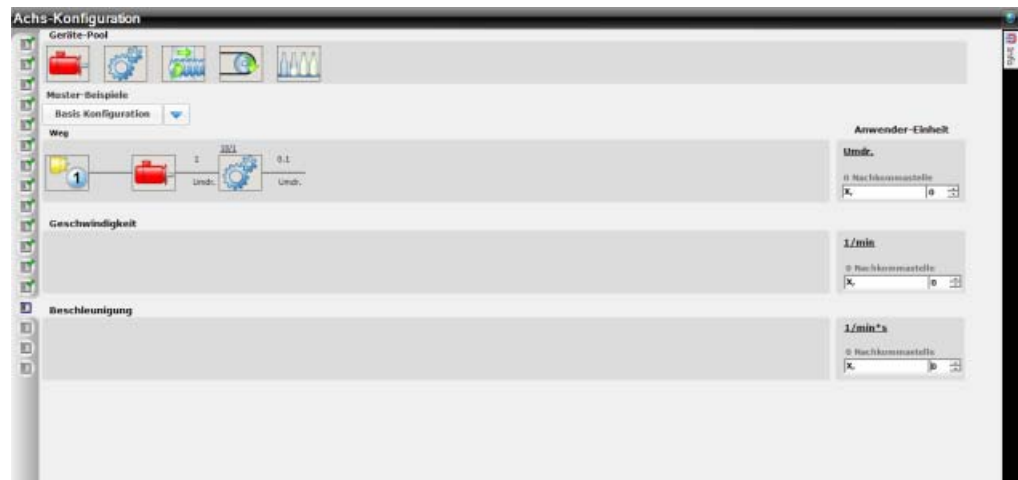 Achs-Konfiguration
Geräte-Pool
Muster-Beispiele
Basis Konfiguration
Weg
Anwender-Einheit
1
1
Umdr.
10/1
0.1
Umdr.
Umdr.
0 Nachkommastelle
X, 0
Geschwindigkeit
1/min
0 Nachkommastelle
X, 0
Beschleunigung
1/min*s
0 Nachkommastelle
X, 0
Info